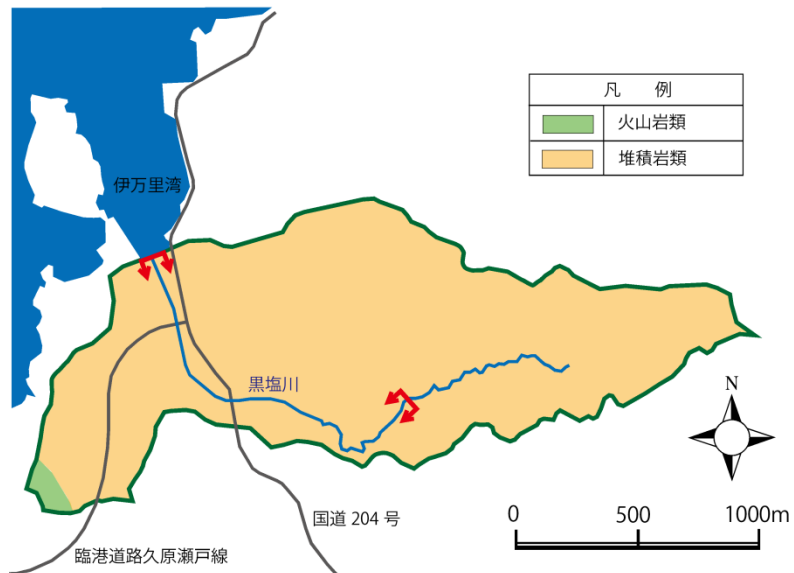 凡 例
火山岩類
堆積岩類
伊万里湾
黒塩川
N
国道 204 号
臨港道路久原瀬戸線
0 500 1000m